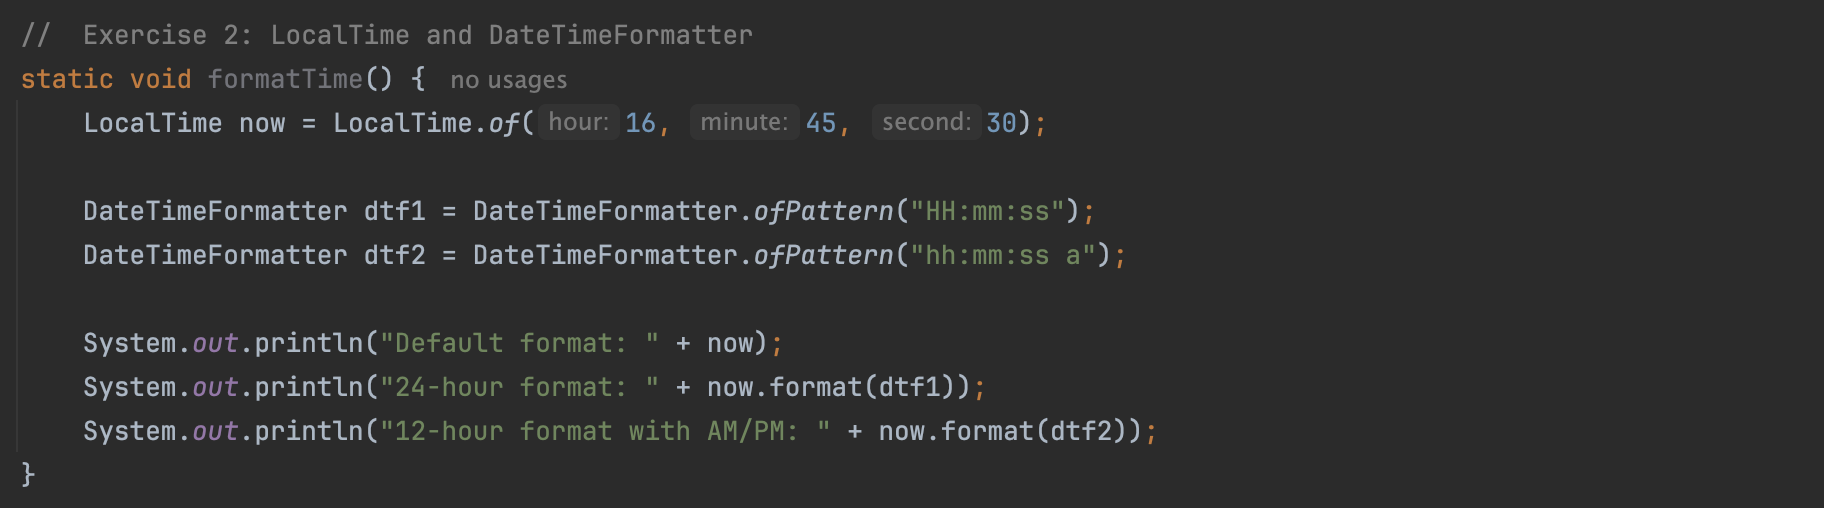 //  Exercise 2: LocalTime and DateTimeFormatter
static void formatTime() { no usages
    LocalTime now = LocalTime.of( hour: 16, minute: 45, second: 30);
    DateTimeFormatter dtf1 = DateTimeFormatter.ofPattern("HH:mm:ss");
    DateTimeFormatter dtf2 = DateTimeFormatter.ofPattern("hh:mm:ss a");
    System.out.println("Default format: " + now);
    System.out.println("24-hour format: " + now.format(dtf1));
    System.out.println("12-hour format with AM/PM: " + now.format(dtf2));
}